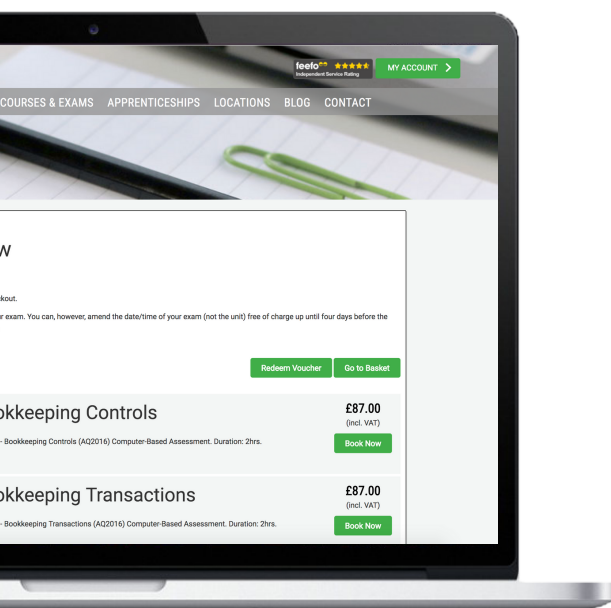 feefo
Independent Service Rating
MY ACCOUNT
COURSES & EXAMS APPRENTICESHIPS LOCATIONS BLOG CONTACT
w
kout.
r exam. You can, however, amend the date/time of your exam (not the unit) free of charge up until four days before the
Redeem Voucher Go to Basket
okkeeping Controls
£87.00
(incl. VAT)
- Bookkeeping Controls (AQ2016) Computer-Based Assessment. Duration: 2hrs.
Book Now
okkeeping Transactions
£87.00
(incl. VAT)
- Bookkeeping Transactions (AQ2016) Computer-Based Assessment. Duration: 2hrs.
Book Now